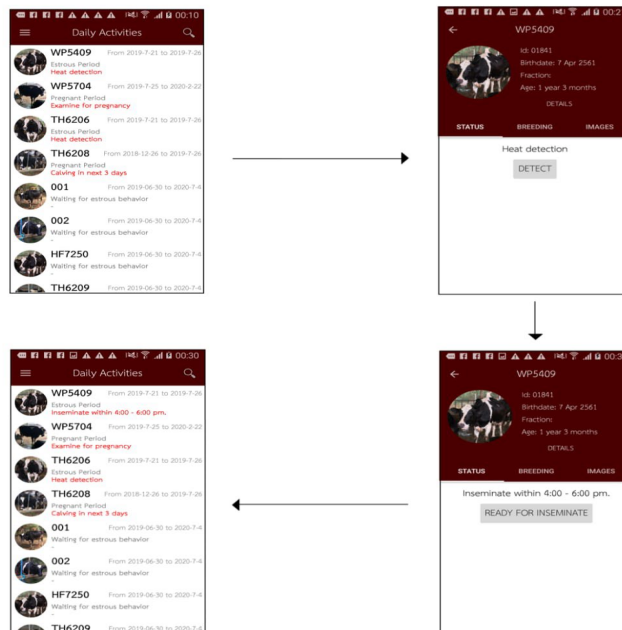 00:10
Daily Activities
WP5409 From 2019-7-21 to 2019-7-26
Estrous Period
Heat detection
WP5704 From 2019-7-25 to 2020-2-22
Pregnant Period
Examine for pregnancy
TH6206 From 2019-7-21 to 2019-7-26
Estrous Period
Heat detection
TH6208 From 2018-12-26 to 2019-7-26
Pregnant Period
Calving in next 3 days
001 From 2019-06-30 to 2020-7-4
Waiting for estrous behavior
-
002 From 2019-06-30 to 2020-7-4
Waiting for estrous behavior
-
HF7250 From 2019-06-30 to 2020-7-4
Waiting for estrous behavior
-
TH6209 From 2019-06-30 to 2020-7-4
00:2
WP5409
Id: 01841
Birthdate: 7 Apr 2561
Fraction:
Age: 1 year 3 months
DETAILS
STATUS BREEDING IMAGES
Heat detection
DETECT
00:30
Daily Activities
WP5409 From 2019-7-21 to 2019-7-26
Estrous Period
Inseminate within 4:00 - 6:00 pm.
WP5704 From 2019-7-25 to 2020-2-22
Pregnant Period
Examine for pregnancy
TH6206 From 2019-7-21 to 2019-7-26
Estrous Period
Heat detection
TH6208 From 2018-12-26 to 2019-7-26
Pregnant Period
Calving in next 3 days
001 From 2019-06-30 to 2020-7-4
Waiting for estrous behavior
-
002 From 2019-06-30 to 2020-7-4
Waiting for estrous behavior
-
HF7250 From 2019-06-30 to 2020-7-4
Waiting for estrous behavior
-
TH6209 From 2019-06-30 to 2020-7-4
00:3
WP5409
Id: 01841
Birthdate: 7 Apr 2561
Fraction:
Age: 1 year 3 months
DETAILS
STATUS BREEDING IMAGES
Inseminate within 4:00 - 6:00 pm.
READY FOR INSEMINATE